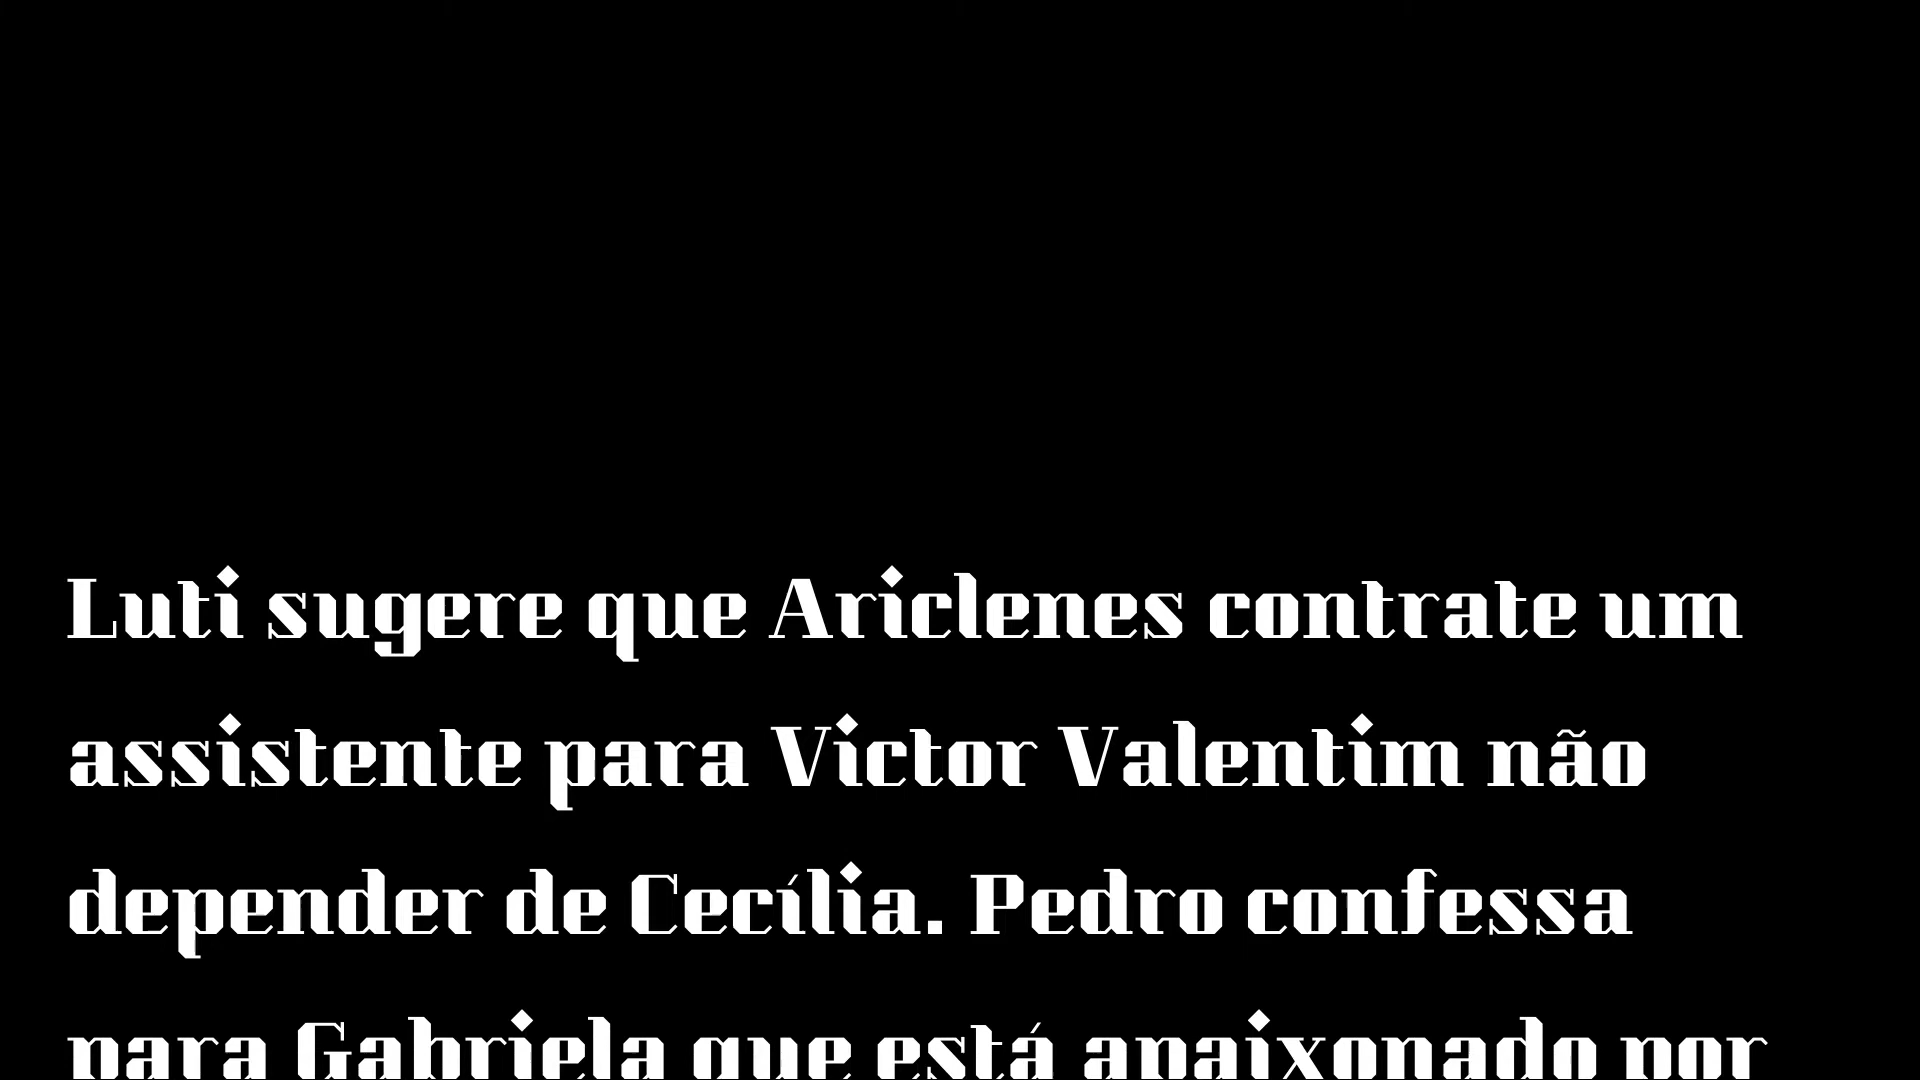 Luti sugere que Ariclenes contrate um
assistente para Victor Valentim não
depender de Cecília. Pedro confessa
para Gabriela que está apaixonado por